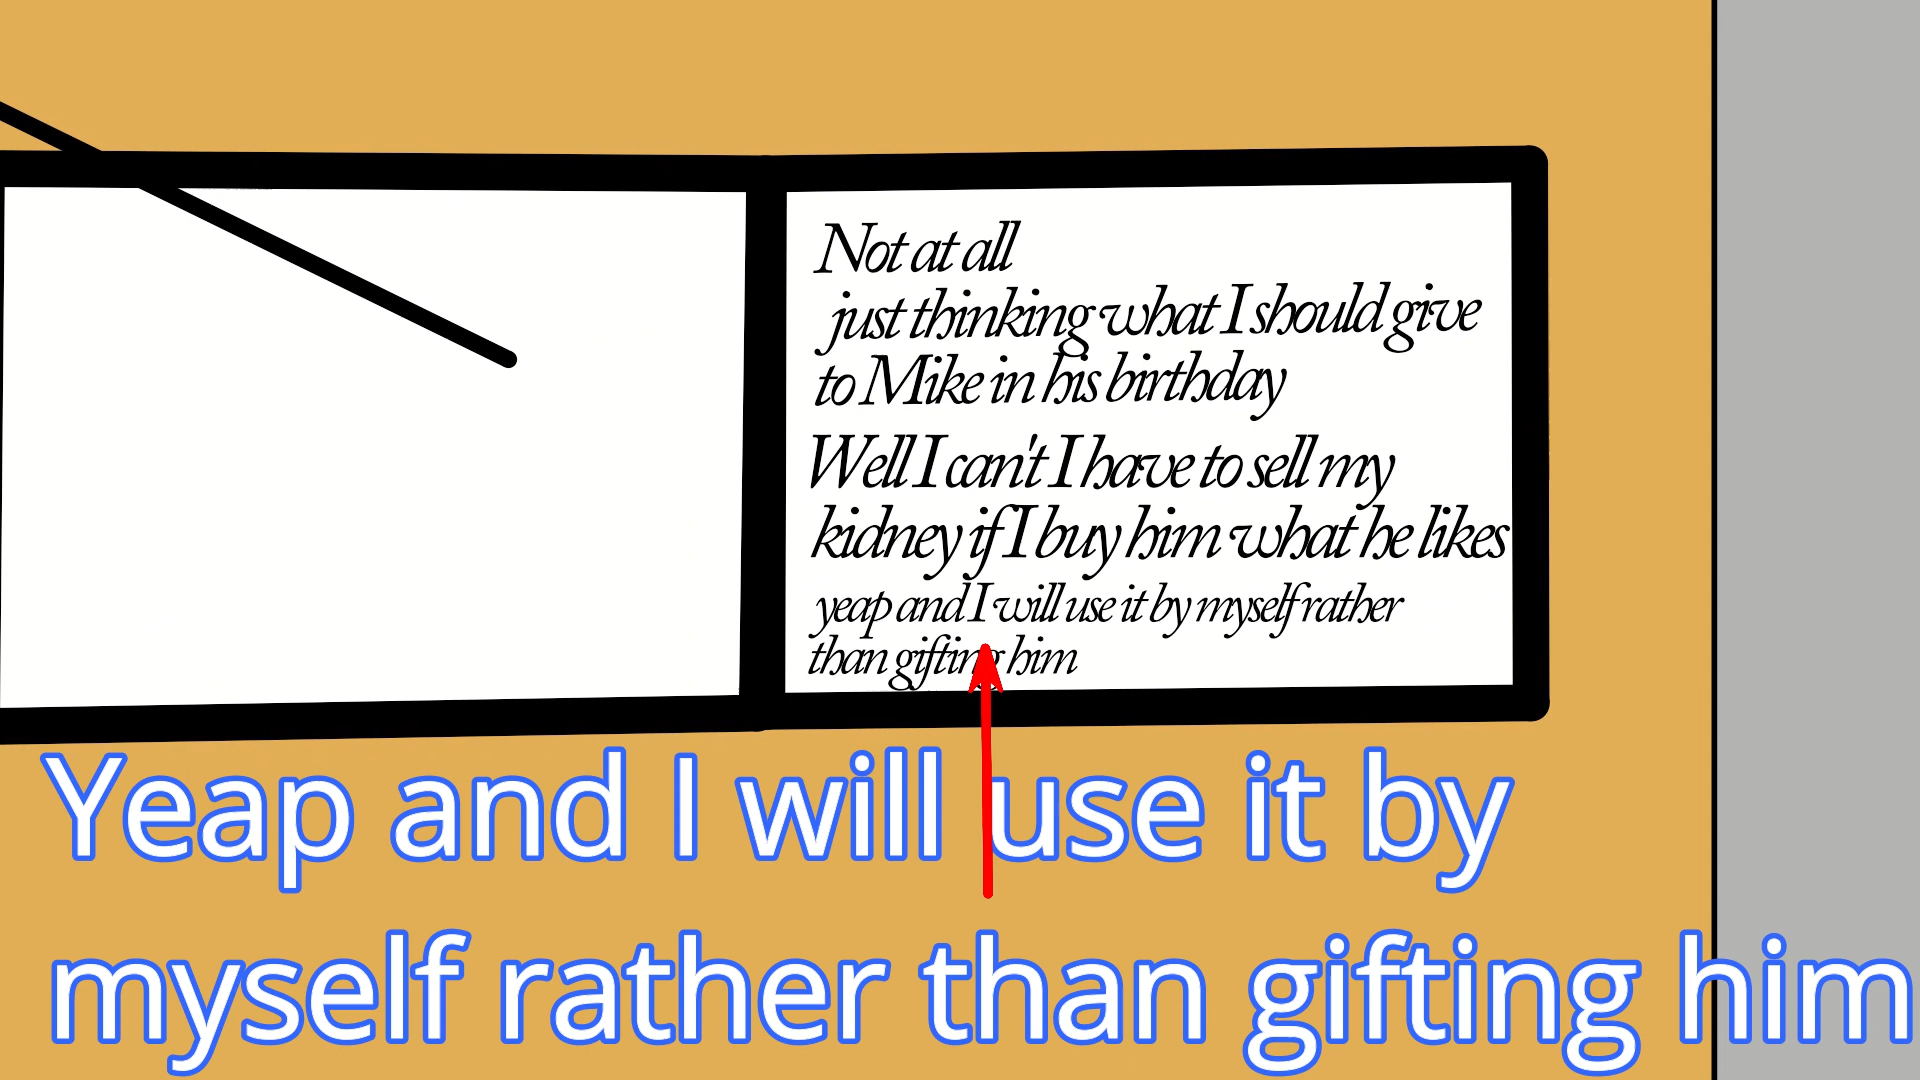 Not at all
just thinking what I should give
to Mike in his birthday
Well I can't I have to sell my
kidney if I buy him what he likes
yeap and I will use it by myself rather
than gifting him
Yeap and I will use it by
myself rather than gifting him